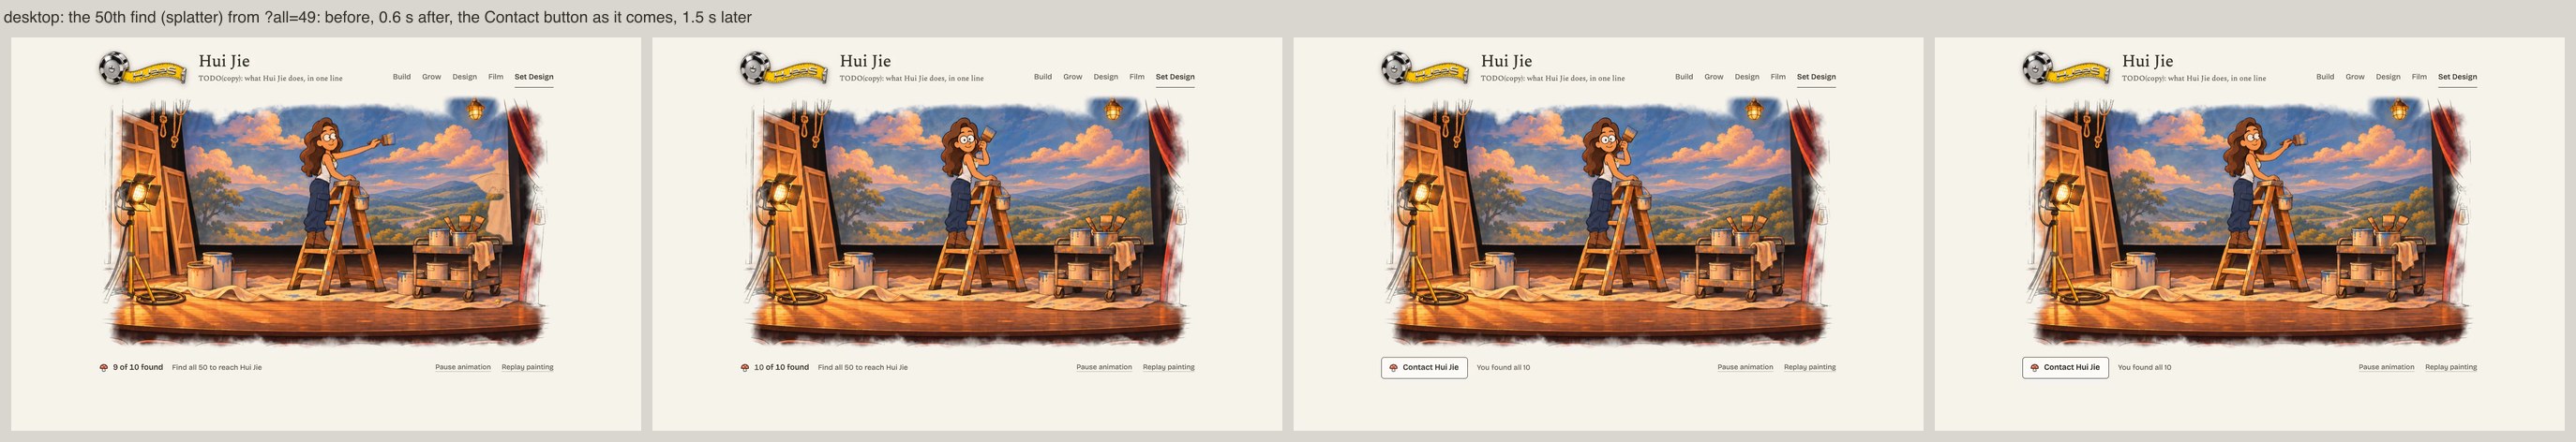 desktop: the 50th find (splatter) from ?all=49: before, 0.6 s after, the Contact button as it comes, 1.5 s later
Hui Jie
TODO(copy): what Hui Jie does, in one line
Build Grow Design Film Set Design
9 of 10 found Find all 50 to reach Hui Jie
Pause animation Replay painting
Hui Jie
TODO(copy): what Hui Jie does, in one line
Build Grow Design Film Set Design
10 of 10 found Find all 50 to reach Hui Jie
Pause animation Replay painting
Hui Jie
TODO(copy): what Hui Jie does, in one line
Build Grow Design Film Set Design
Contact Hui Jie You found all 10
Pause animation Replay painting
Hui Jie
TODO(copy): what Hui Jie does, in one line
Build Grow Design Film Set Design
Contact Hui Jie You found all 10
Pause animation Replay painting